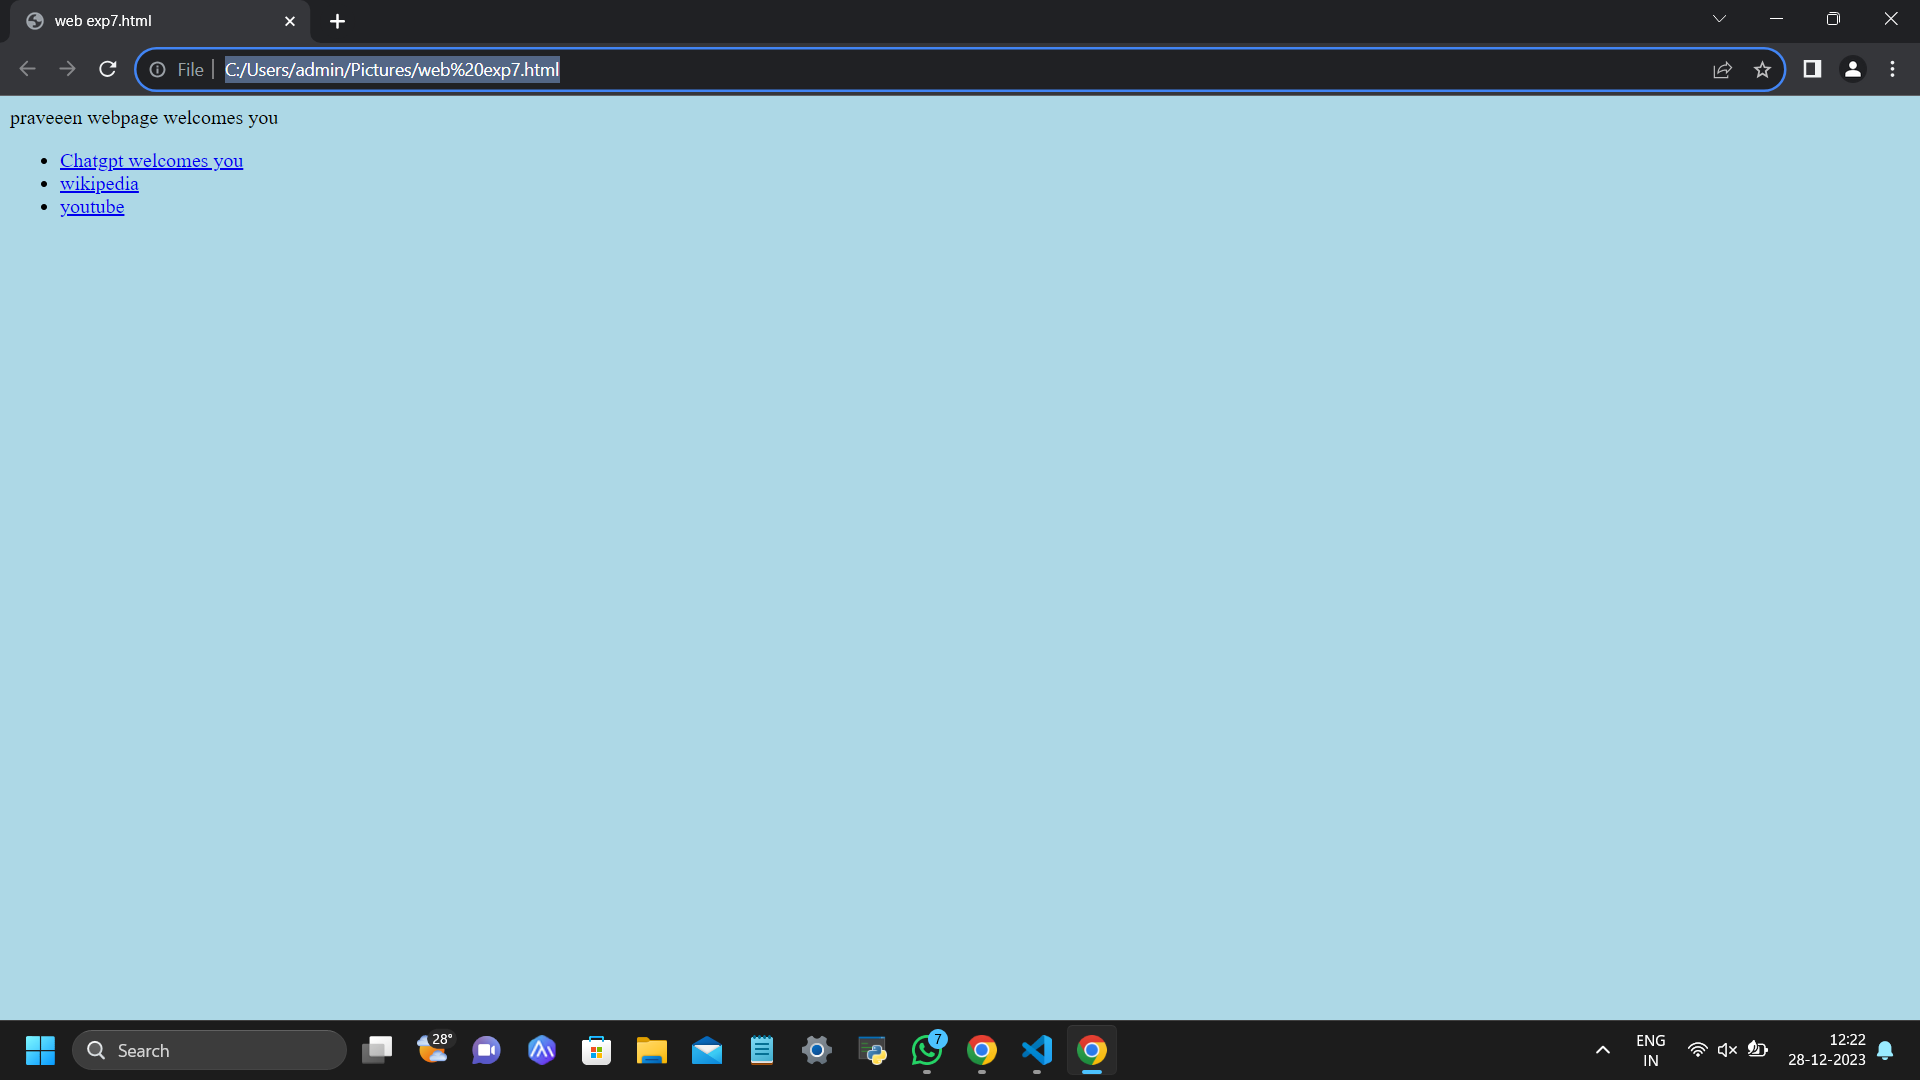 web exp7.html
File
C:/Users/admin/Pictures/web%20exp7.html
praveeen webpage welcomes you
Chatgpt welcomes you
wikipedia
youtube
Search
28°
7
ENG
IN
12:22
28-12-2023